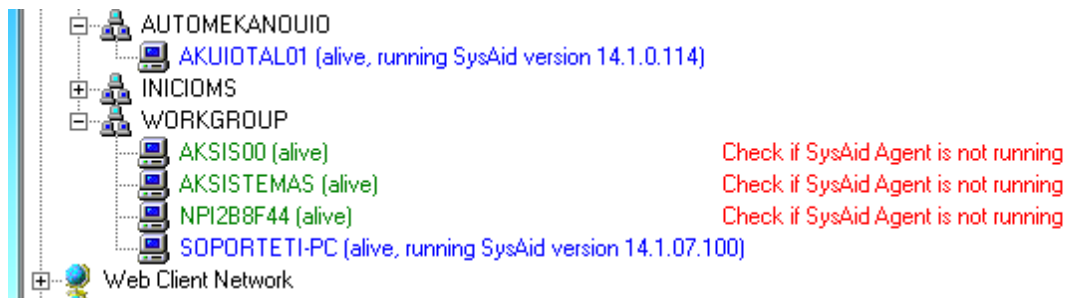 AUTOMEKANOUIO
AKUIOTAL01 (alive, running SysAid version 14.1.0.114)
INICIOMS
WORKGROUP
AKSIS00 (alive) Check if SysAid Agent is not running
AKSISTEMAS (alive) Check if SysAid Agent is not running
NPI2B8F44 (alive) Check if SysAid Agent is not running
SOPORTETI-PC (alive, running SysAid version 14.1.07.100)
Web Client Network